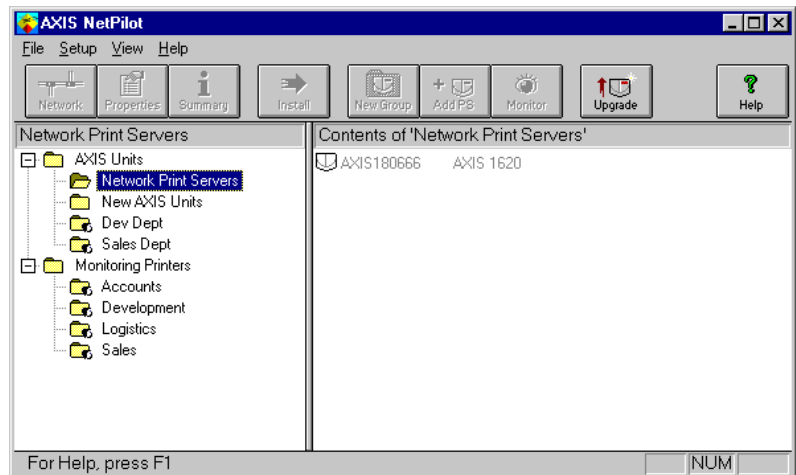 AXIS NetPilot
File Setup View Help
Network Properties Summary Install New Group Add PS Monitor Upgrade Help
Network Print Servers Contents of 'Network Print Servers'
AXIS Units AXIS180666 AXIS 1620
Network Print Servers
New AXIS Units
Dev Dept
Sales Dept
Monitoring Printers
Accounts
Development
Logistics
Sales
For Help, press F1 NUM